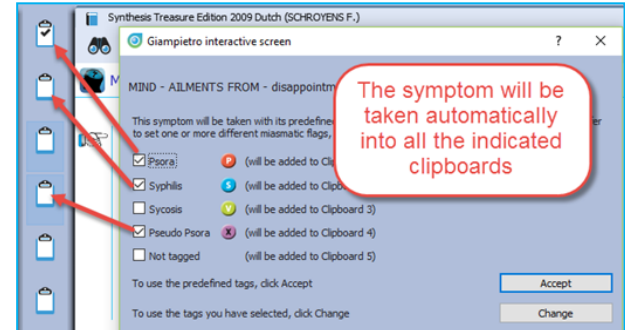 Synthesis Treasure Edition 2009 Dutch (SCHROYENS F.)
Giampietro interactive screen ? X
M
MIND - AILMENTS FROM - disappointm
The symptom will be
taken automatically
into all the indicated
clipboards
This symptom will be taken with its predefined
to set one or more different miasmatic flags,
Psora P (will be added to Cli
Syphilis S (will be added to Clipbo
Sycosis Y (will be added to Clipboard 3)
Pseudo Psora X (will be added to Clipboard 4)
Not tagged (will be added to Clipboard 5)
To use the predefined tags, click Accept Accept
To use the tags you have selected, click Change Change